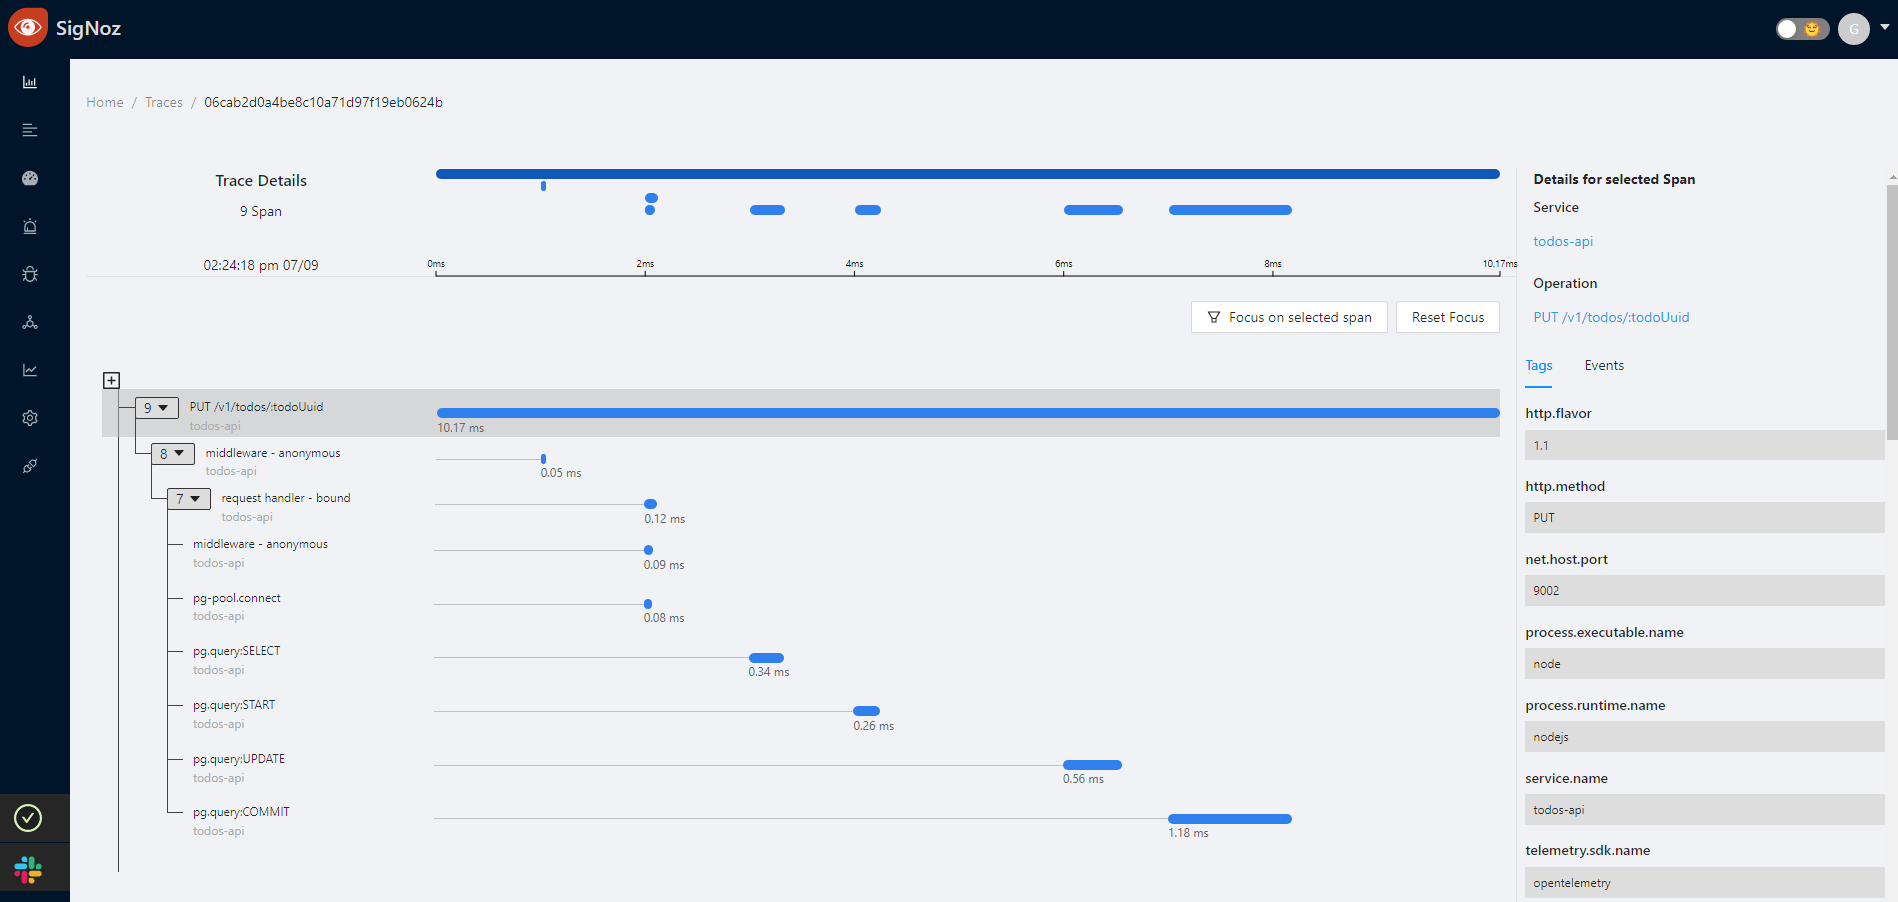 SigNoz
G
Home / Traces / 06cab2d0a4be8c10a71d97f19eb0624b
Trace Details
9 Span
02:24:18 pm 07/09
0ms 2ms 4ms 6ms 8ms 10.17ms
Focus on selected span
Reset Focus
9 PUT /v1/todos/:todoUuid
todos-api
10.17 ms
8 middleware - anonymous
todos-api
0.05 ms
7 request handler - bound
todos-api
0.12 ms
middleware - anonymous
todos-api
0.09 ms
pg-pool.connect
todos-api
0.08 ms
pg.query:SELECT
todos-api
0.34 ms
pg.query:START
todos-api
0.26 ms
pg.query:UPDATE
todos-api
0.56 ms
pg.query:COMMIT
todos-api
1.18 ms
Details for selected Span
Service
todos-api
Operation
PUT /v1/todos/:todoUuid
Tags Events
http.flavor
1.1
http.method
PUT
net.host.port
9002
process.executable.name
node
process.runtime.name
nodejs
service.name
todos-api
telemetry.sdk.name
opentelemetry